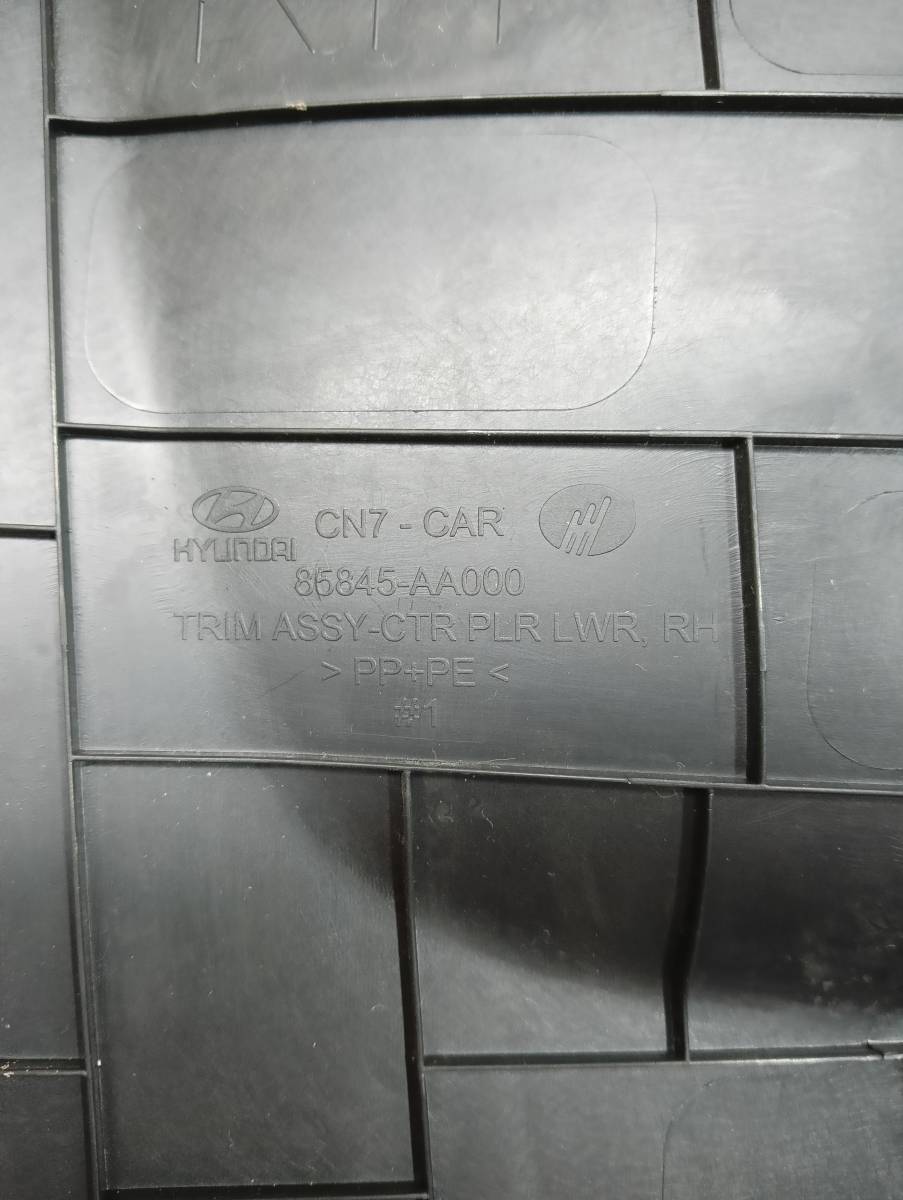 CN7 - CAR
HYUNDAI
85845-AA000
TRIM ASSY-CTR PLR LWR, RH
> PP+PE <
#1